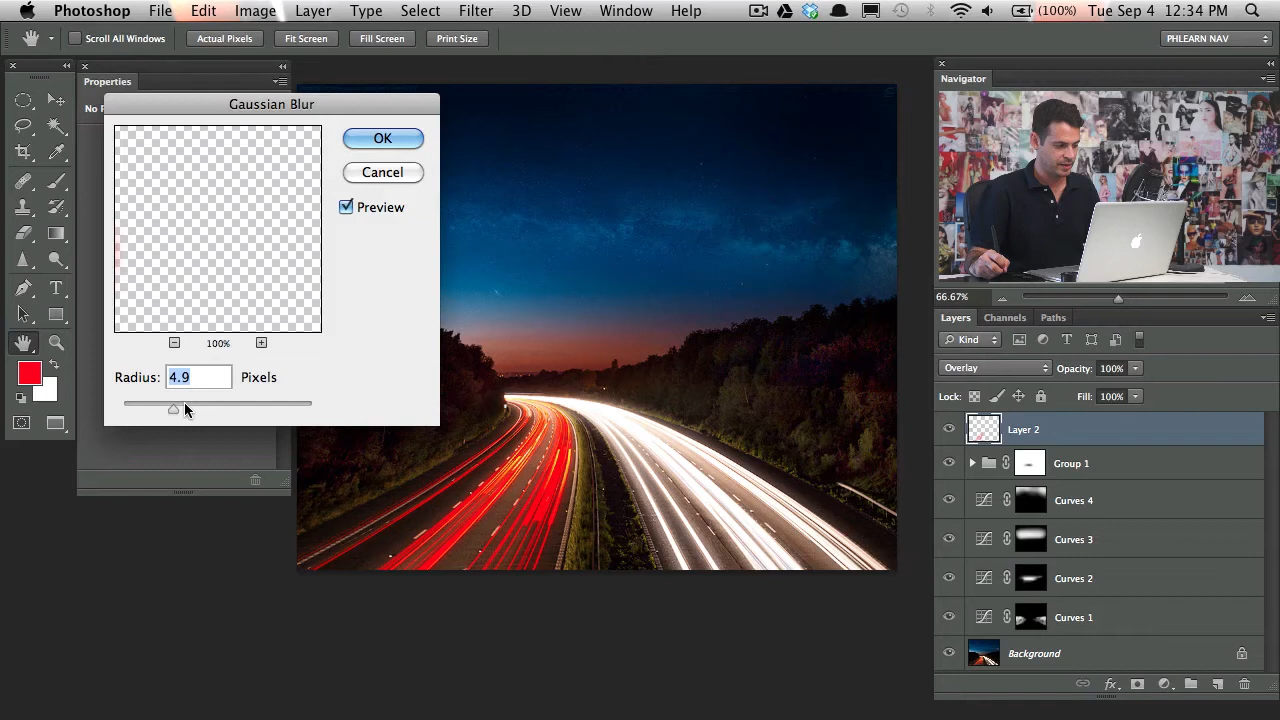 Photoshop File Edit Image Layer Type Select Filter 3D View Window Help (100%) Tue Sep 4 12:34 PM
Scroll All Windows Actual Pixels Fit Screen Fill Screen Print Size PHLEARN NAV
Properties
No P
Gaussian Blur
OK
Cancel
Preview
100%
Radius: 4.9 Pixels
Navigator
66.67%
Layers Channels Paths
Kind
Overlay Opacity: 100%
Lock: Fill: 100%
Layer 2
Group 1
Curves 4
Curves 3
Curves 2
Curves 1
Background
fx